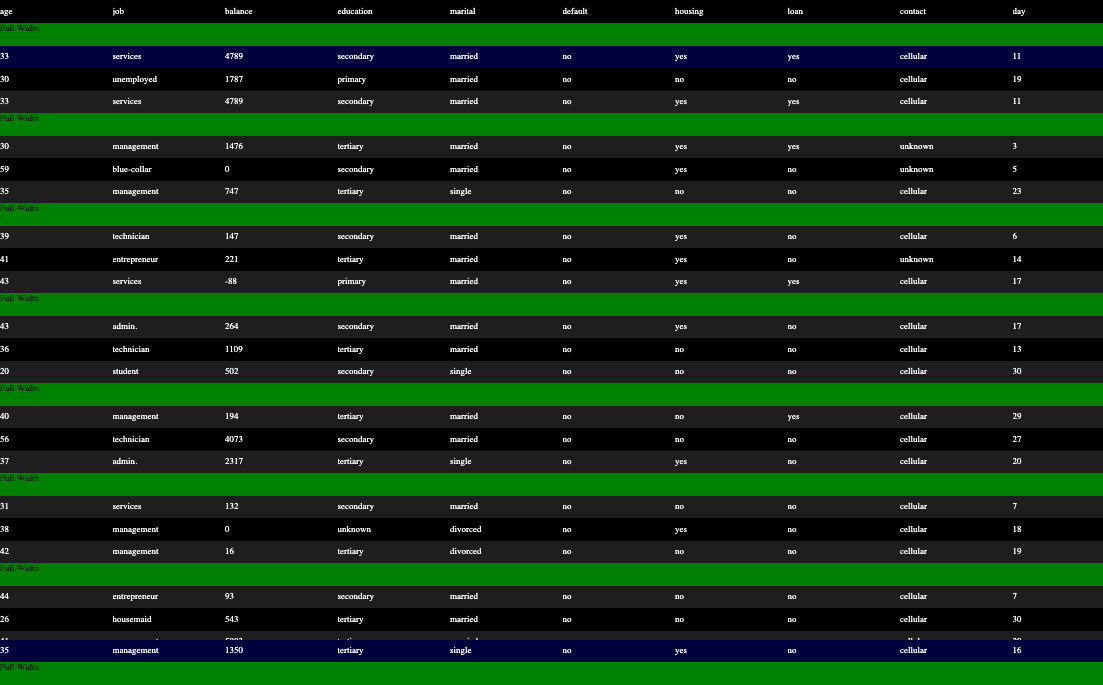 age job balance education marital default housing loan contact day
Full Width
33 services 4789 secondary married no yes yes cellular 11
30 unemployed 1787 primary married no no no cellular 19
33 services 4789 secondary married no yes yes cellular 11
Full Width
30 management 1476 tertiary married no yes yes unknown 3
59 blue-collar 0 secondary married no yes no unknown 5
35 management 747 tertiary single no no no cellular 23
Full Width
39 technician 147 secondary married no yes no cellular 6
41 entrepreneur 221 tertiary married no yes no unknown 14
43 services -88 primary married no yes yes cellular 17
Full Width
43 admin. 264 secondary married no yes no cellular 17
36 technician 1109 tertiary married no no no cellular 13
20 student 502 secondary single no no no cellular 30
Full Width
40 management 194 tertiary married no no yes cellular 29
56 technician 4073 secondary married no no no cellular 27
37 admin. 2317 tertiary single no yes no cellular 20
Full Width
31 services 132 secondary married no no no cellular 7
38 management 0 unknown divorced no yes no cellular 18
42 management 16 tertiary divorced no no no cellular 19
Full Width
44 entrepreneur 93 secondary married no no no cellular 7
26 housemaid 543 tertiary married no no no cellular 30
35 management 1350 tertiary single no yes no cellular 16
Full Width